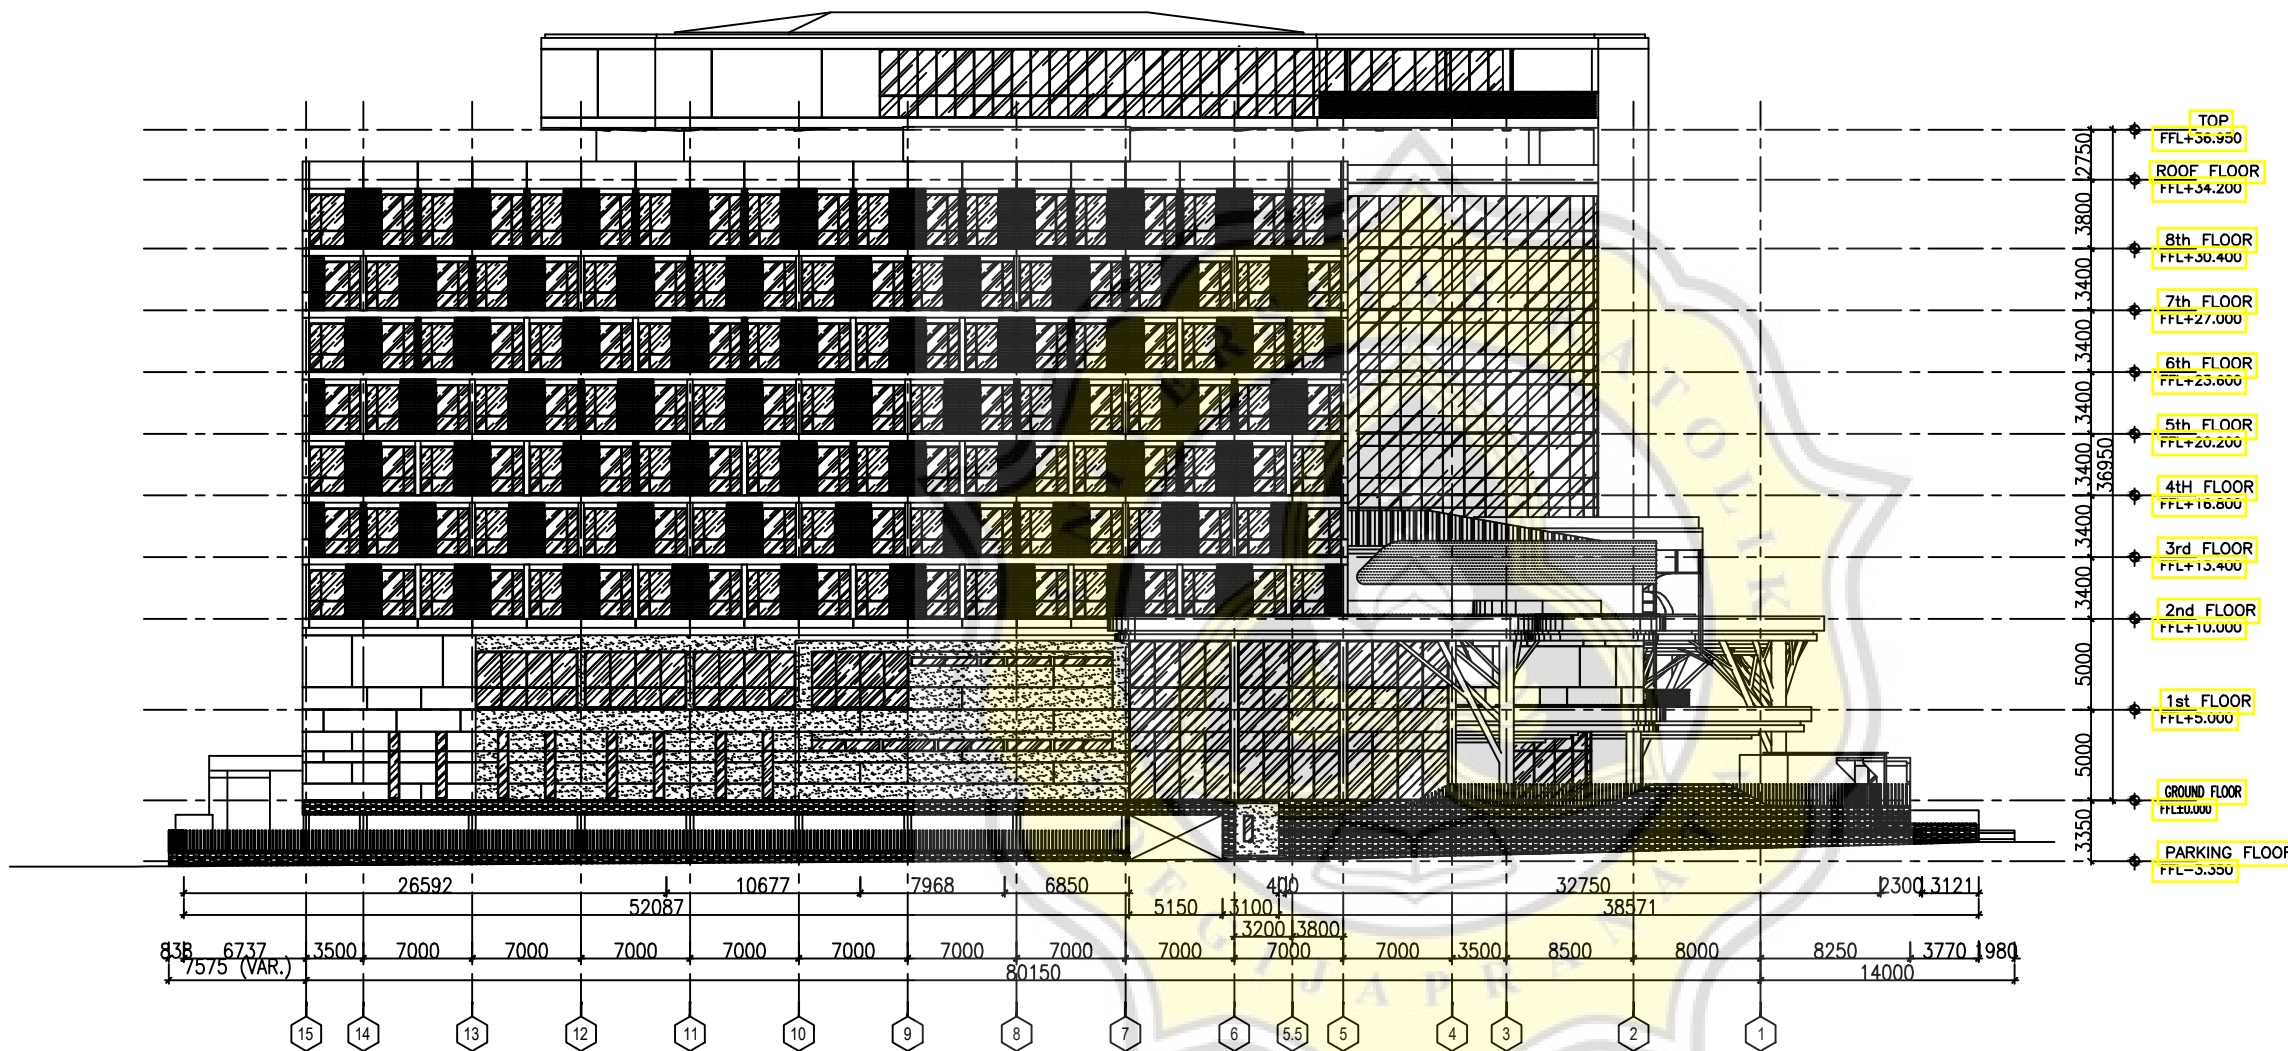 TOP
FFL+36.950
ROOF FLOOR
FFL+34.200
8th FLOOR
FFL+30.400
7th FLOOR
FFL+27.000
6th FLOOR
FFL+23.600
5th FLOOR
FFL+20.200
4tH FLOOR
FFL+16.800
3rd FLOOR
FFL+13.400
2nd FLOOR
FFL+10.000
1st FLOOR
FFL+5.000
GROUND FLOOR
FFL±0.000
PARKING FLOOR
FFL-3.350
2750
3800
3400
3400
3400
3400
3400
3400
5000
5000
3350
36950
26592 10677 7968 6850 400 32750 2300 3121
52087 5150 3100 38571
3200 3800
838 6737 3500 7000 7000 7000 7000 7000 7000 7000 7000 7000 7000 3500 8500 8000 8250 3770 1980
7575 (VAR.) 80150 14000
15 14 13 12 11 10 9 8 7 6 5.5 5 4 3 2 1
KATOLIK
SOEGIJAPRANA